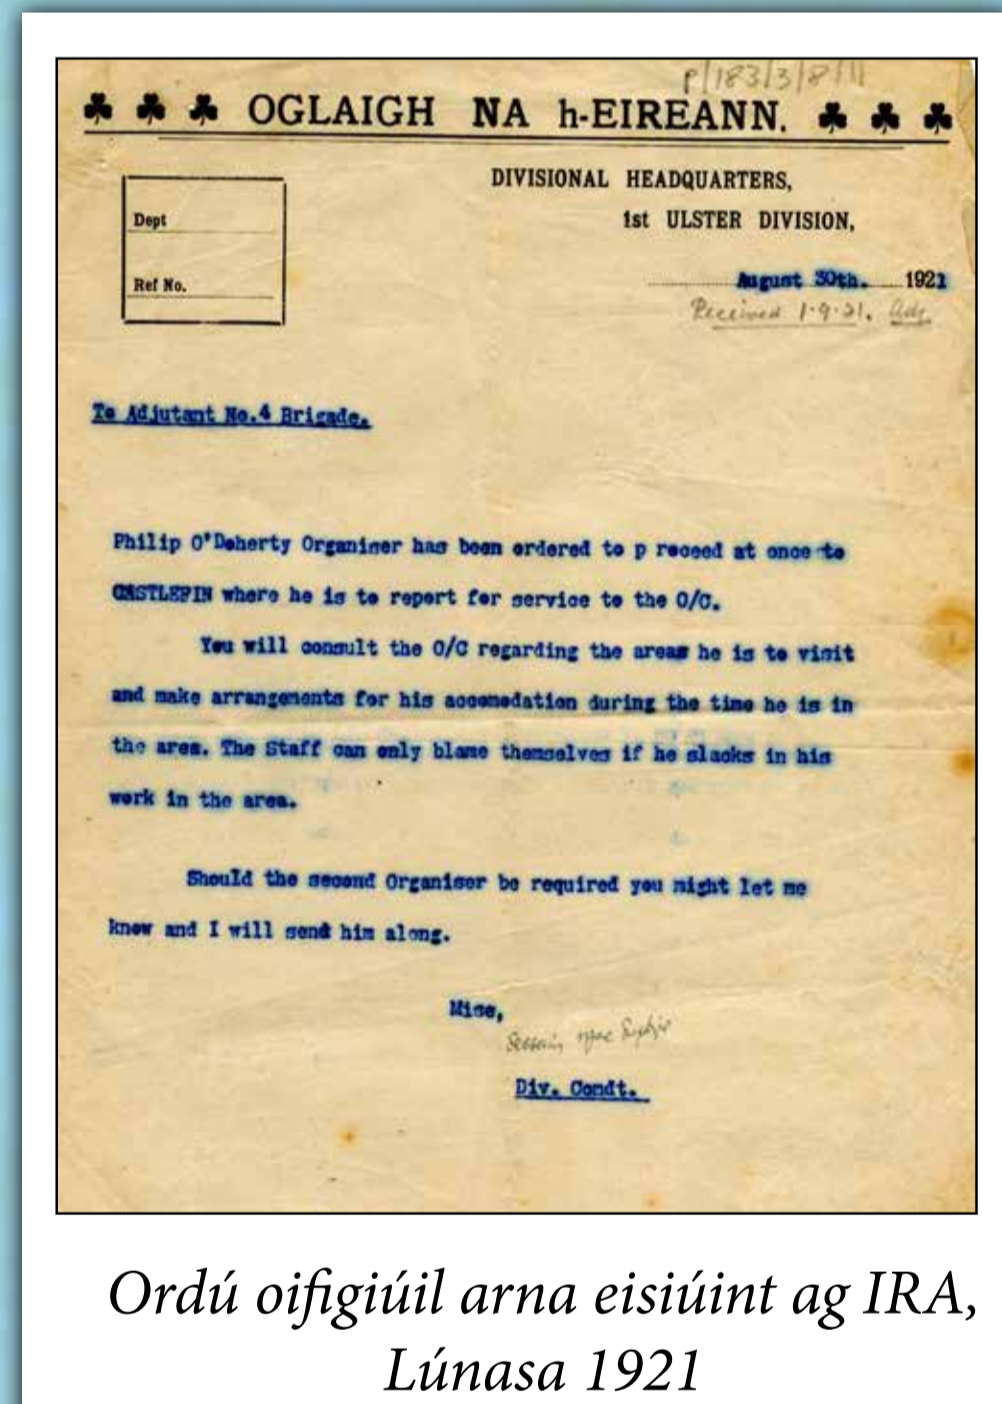 P/183/3/8/11
OGLAIGH NA h-EIREANN.
DIVISIONAL HEADQUARTERS,
1st ULSTER DIVISION,
Dept
Ref No.
August 30th. 1921
Received 1.9.21. Adj.
To Adjutant No.4 Brigade.
Philip O'Doherty Organiser has been ordered to p roceed at once to
CASTLEFIN where he is to report for service to the O/C.
You will consult the O/C regarding the areas he is to visit
and make arrangements for his accomodation during the time he is in
the area. The Staff can only blame themselves if he slacks in his
work in the area.
Should the second Organiser be required you might let me
know and I will send him along.
Mise,
Div. Comdt.
Ordú oifigiúil arna eisiúint ag IRA,
Lúnasa 1921